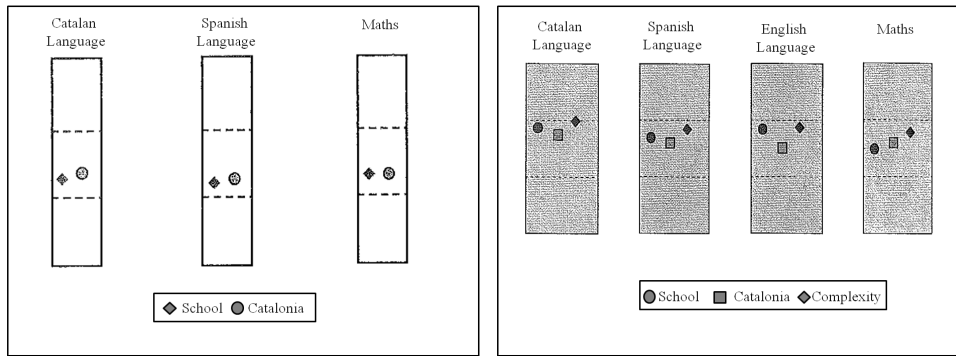 Catalan
Language
Spanish
Language
Maths
School
Catalonia
Catalan
Language
Spanish
Language
English
Language
Maths
School
Catalonia
Complexity